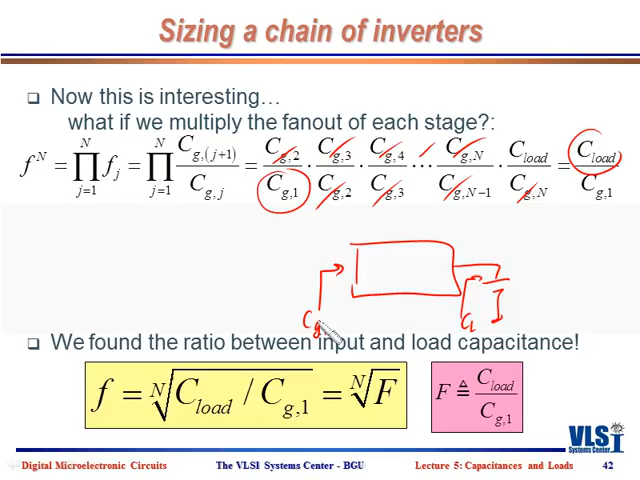 Sizing a chain of inverters
□ Now this is interesting…
what if we multiply the fanout of each stage?:
f^N = ∏_{j=1}^{N} f_j = ∏_{j=1}^{N} C_{g,(j+1)} / C_{g,j} = C_{g,2} / C_{g,1} · C_{g,3} / C_{g,2} · C_{g,4} / C_{g,3} ⋯ C_{g,N} / C_{g,N−1} · C_{load} / C_{g,N} = C_{load} / C_{g,1}
Cg
CL
□ We found the ratio between input and load capacitance!
f = ᴺ√(C_{load} / C_{g,1}) = ᴺ√F
F ≜ C_{load} / C_{g,1}
VLSI
Systems Center
Digital Microelectronic Circuits
The VLSI Systems Center - BGU
Lecture 5: Capacitances and Loads
42